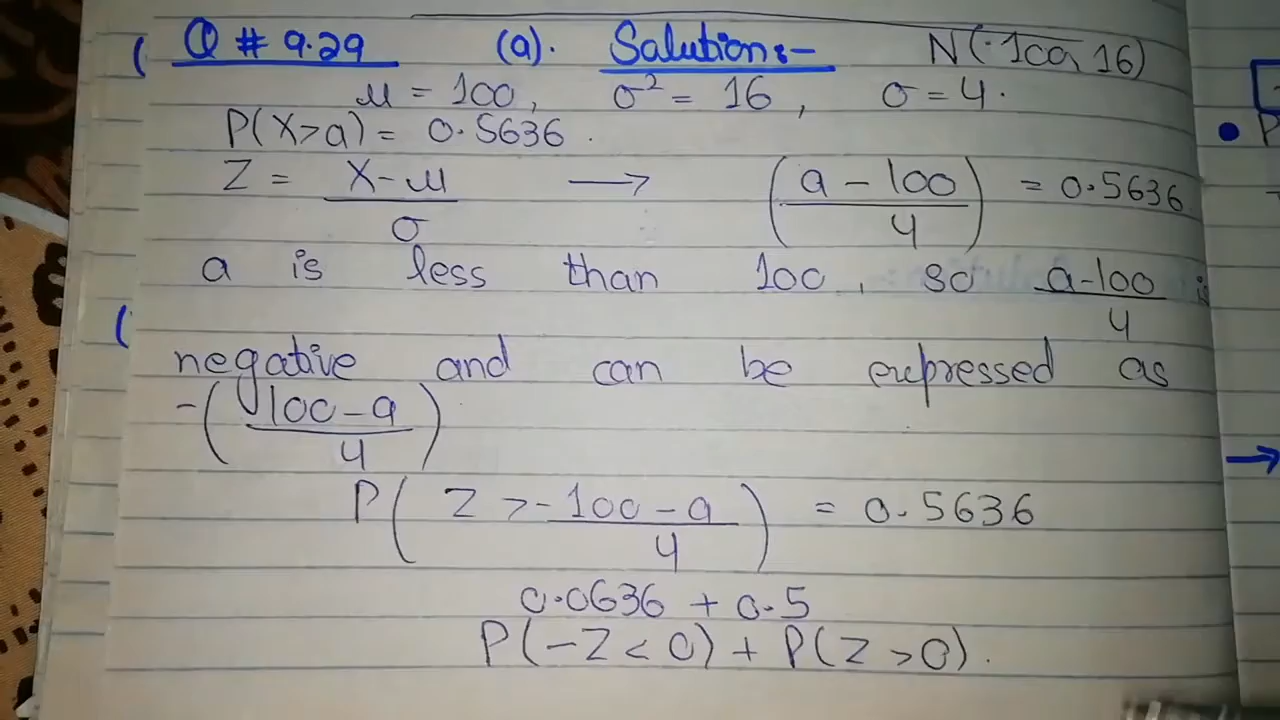 Q # 9.29 (a). Salution:- N(100, 16)
μ = 100, σ² = 16, σ = 4.
P(X>a) = 0.5636.
Z = X-μ / σ → (a - 100 / 4) = 0.5636
a is less than 100, so a-100 / 4 is
negative and can be expressed as
-(100-a / 4)
P(Z > -100-a / 4) = 0.5636
0.0636 + 0.5
P(-Z < 0) + P(Z > 0).